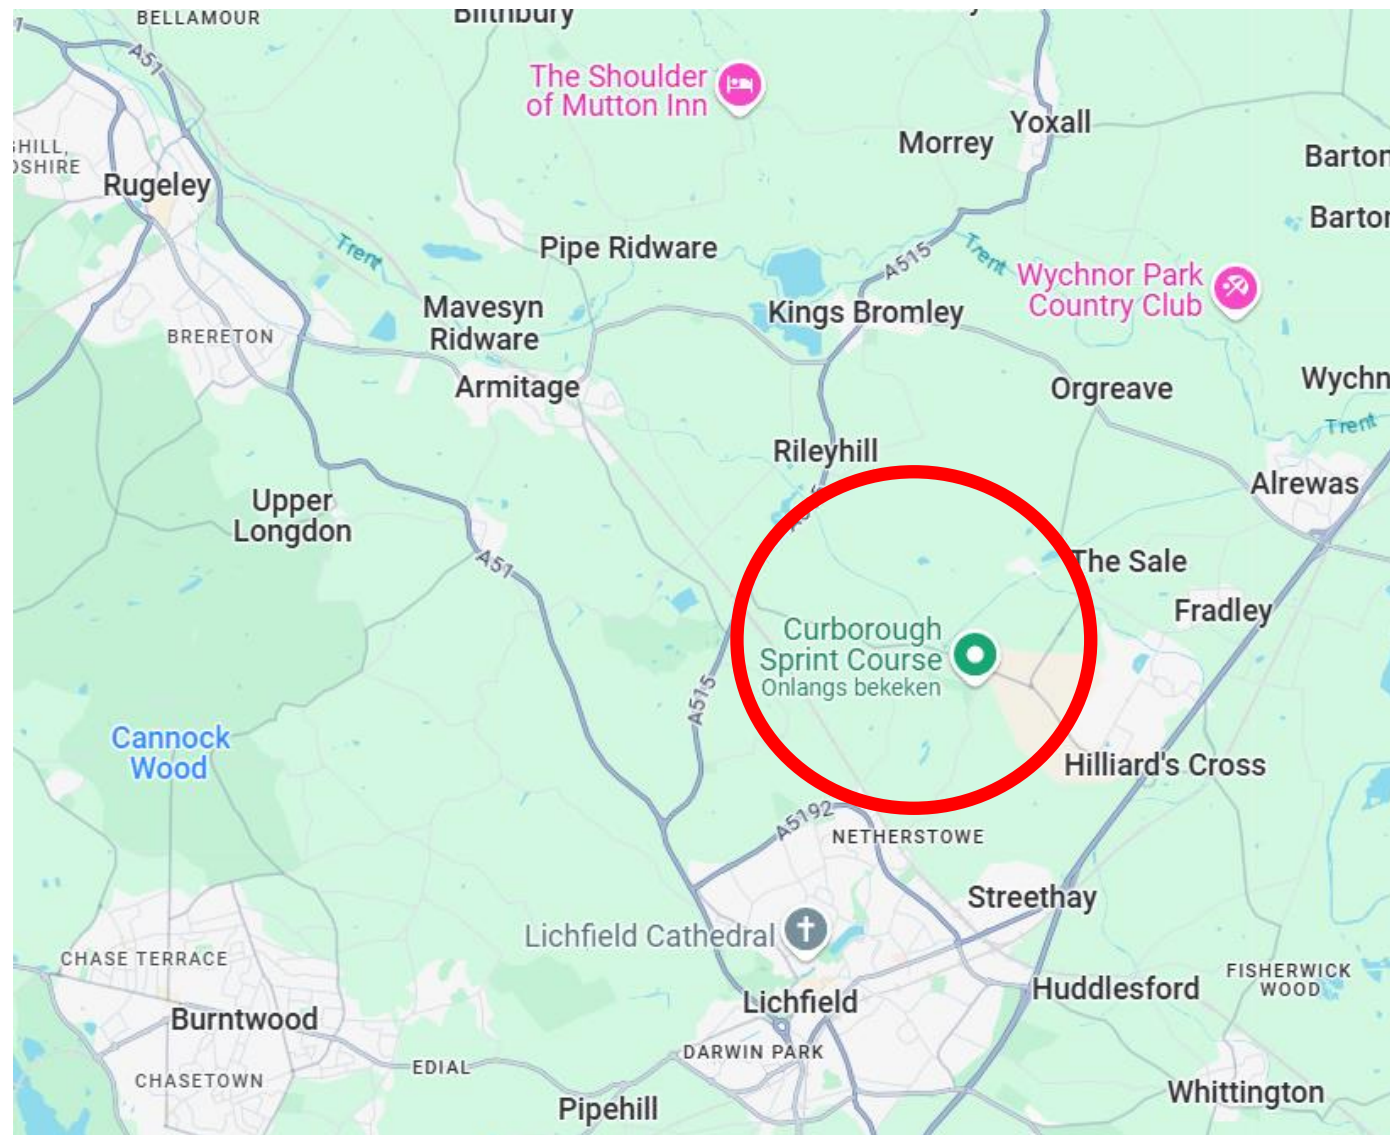 BELLAMOUR
Blithbury
A51
The Shoulder
of Mutton Inn
Yoxall
Morrey
Barton
SHIRE
Rugeley
Barton
Trent
Pipe Ridware
A515
Trent
Wychnor Park
Country Club
Mavesyn
Ridware
Kings Bromley
BRERETON
Armitage
Orgreave
Wychn
Trent
Rileyhill
Alrewas
Upper
Longdon
A51
The Sale
Fradley
Curborough
Sprint Course
Onlangs bekeken
A515
Cannock
Wood
Hilliard's Cross
A5192
NETHERSTOWE
Streethay
Lichfield Cathedral
CHASE TERRACE
FISHERWICK
WOOD
Huddlesford
Lichfield
Burntwood
DARWIN PARK
EDIAL
CHASETOWN
Whittington
Pipehill